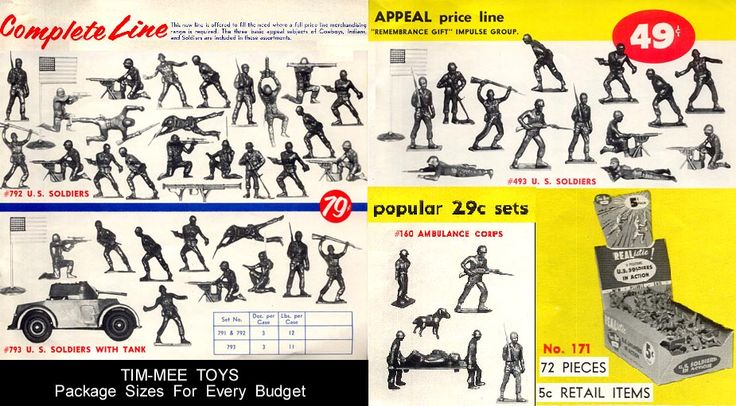 Complete Line
This new line is offered to fill the need where a full price line merchandising
range is required. The three basic appeal subjects of Cowboys, Indians,
and Soldiers are included in these assortments.
#792 U. S. SOLDIERS
79¢
#793 U. S. SOLDIERS WITH TANK
Set No.
Doz. per Case
Lbs. per Case
791 & 792
3
12
793
3
11
TIM-MEE TOYS
Package Sizes For Every Budget
APPEAL price line
"REMEMBRANCE GIFT" IMPULSE GROUP.
49¢
#493 U. S. SOLDIERS
popular 29c sets
#160 AMBULANCE CORPS
REAListic!
U.S. SOLDIERS
IN ACTION
5¢
U.S. SOLDIERS
IN ACTION
No. 171
72 PIECES
5c RETAIL ITEMS